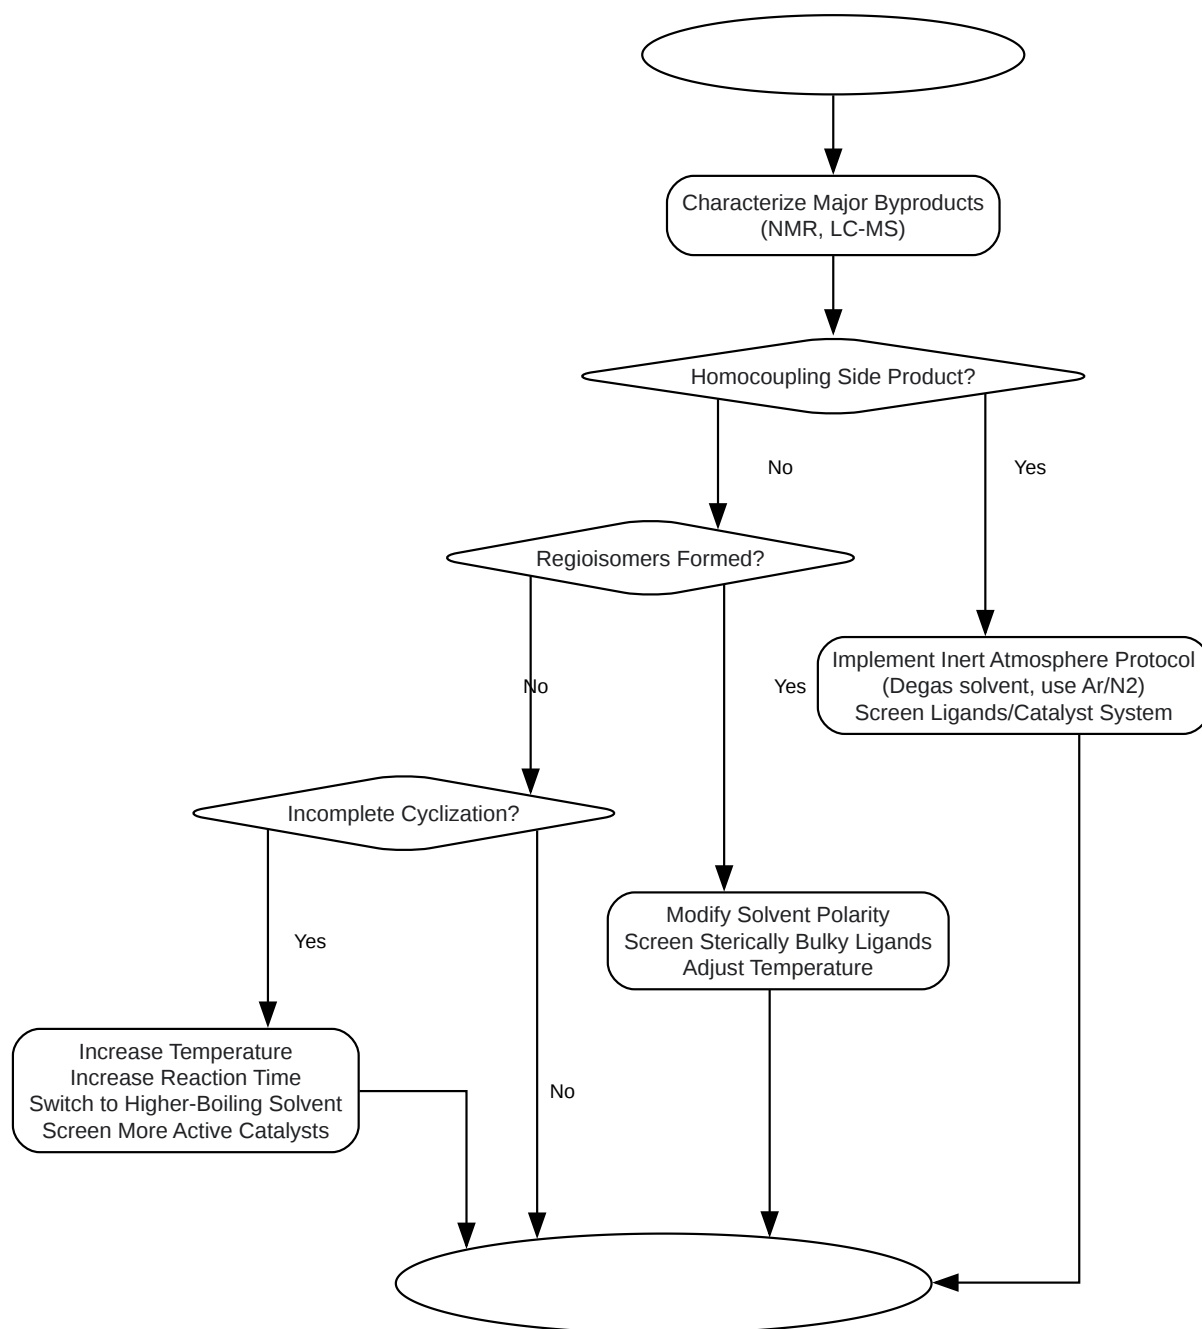 Characterize Major Byproducts
(NMR, LC-MS)
Homocoupling Side Product?
No
Yes
Regioisomers Formed?
Implement Inert Atmosphere Protocol
(Degas solvent, use Ar/N2)
Screen Ligands/Catalyst System
No
Yes
Incomplete Cyclization?
Modify Solvent Polarity
Screen Sterically Bulky Ligands
Adjust Temperature
Yes
Increase Temperature
Increase Reaction Time
Switch to Higher-Boiling Solvent
Screen More Active Catalysts
No